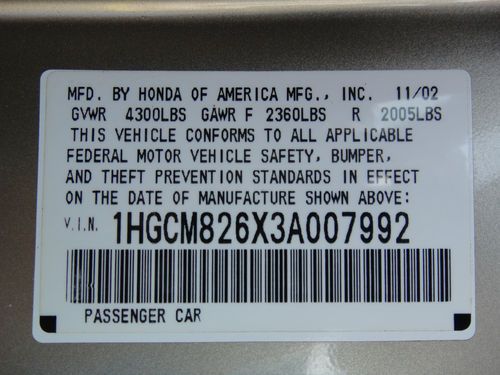 MFD. BY HONDA OF AMERICA MFG., INC. 11/02
GVWR 4300LBS GAWR F 2360LBS R 2005LBS
THIS VEHICLE CONFORMS TO ALL APPLICABLE
FEDERAL MOTOR VEHICLE SAFETY, BUMPER,
AND THEFT PREVENTION STANDARDS IN EFFECT
ON THE DATE OF MANUFACTURE SHOWN ABOVE:
V.I.N. 1HGCM826X3A007992
PASSENGER CAR